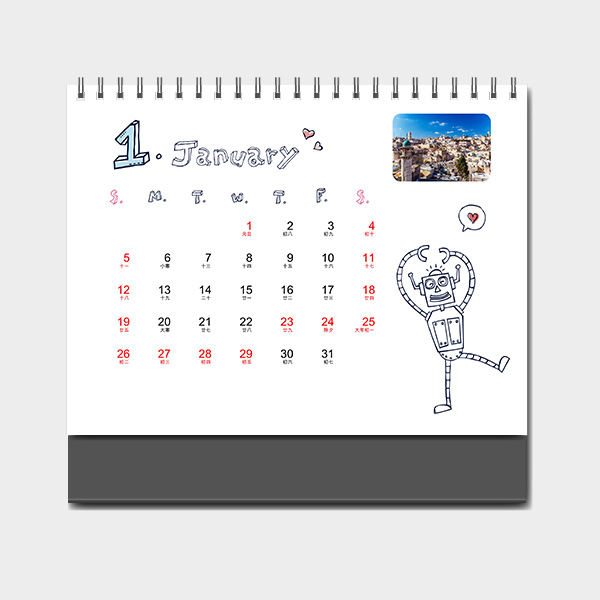 1. January
S. M. T. W. T. F. S.
1 2 3 4
元旦 初八 初九 初十
5 6 7 8 9 10 11
十一 小寒 十三 十四 十五 十六 十七
12 13 14 15 16 17 18
十八 十九 二十 廿一 廿二 廿三 廿四
19 20 21 22 23 24 25
廿五 大寒 廿七 廿八 廿九 除夕 大年初一
26 27 28 29 30 31
初二 初三 初四 初五 初六 初七